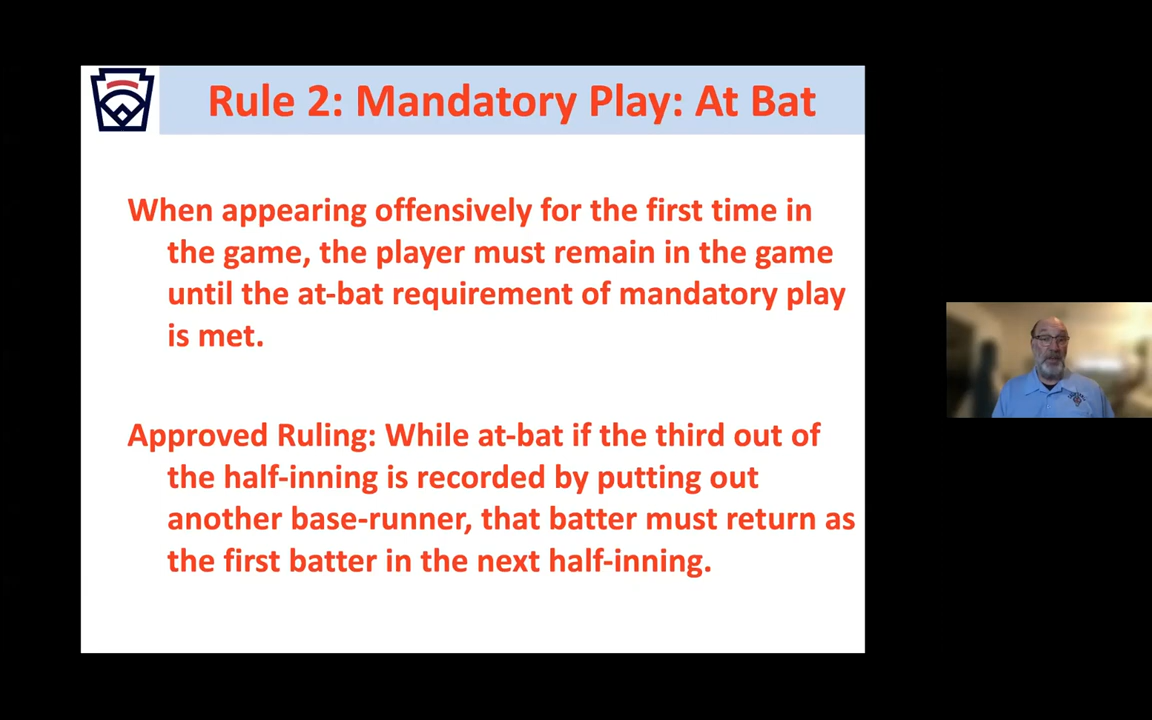 Rule 2: Mandatory Play: At Bat
When appearing offensively for the first time in
the game, the player must remain in the game
until the at-bat requirement of mandatory play
is met.
Approved Ruling: While at-bat if the third out of
the half-inning is recorded by putting out
another base-runner, that batter must return as
the first batter in the next half-inning.